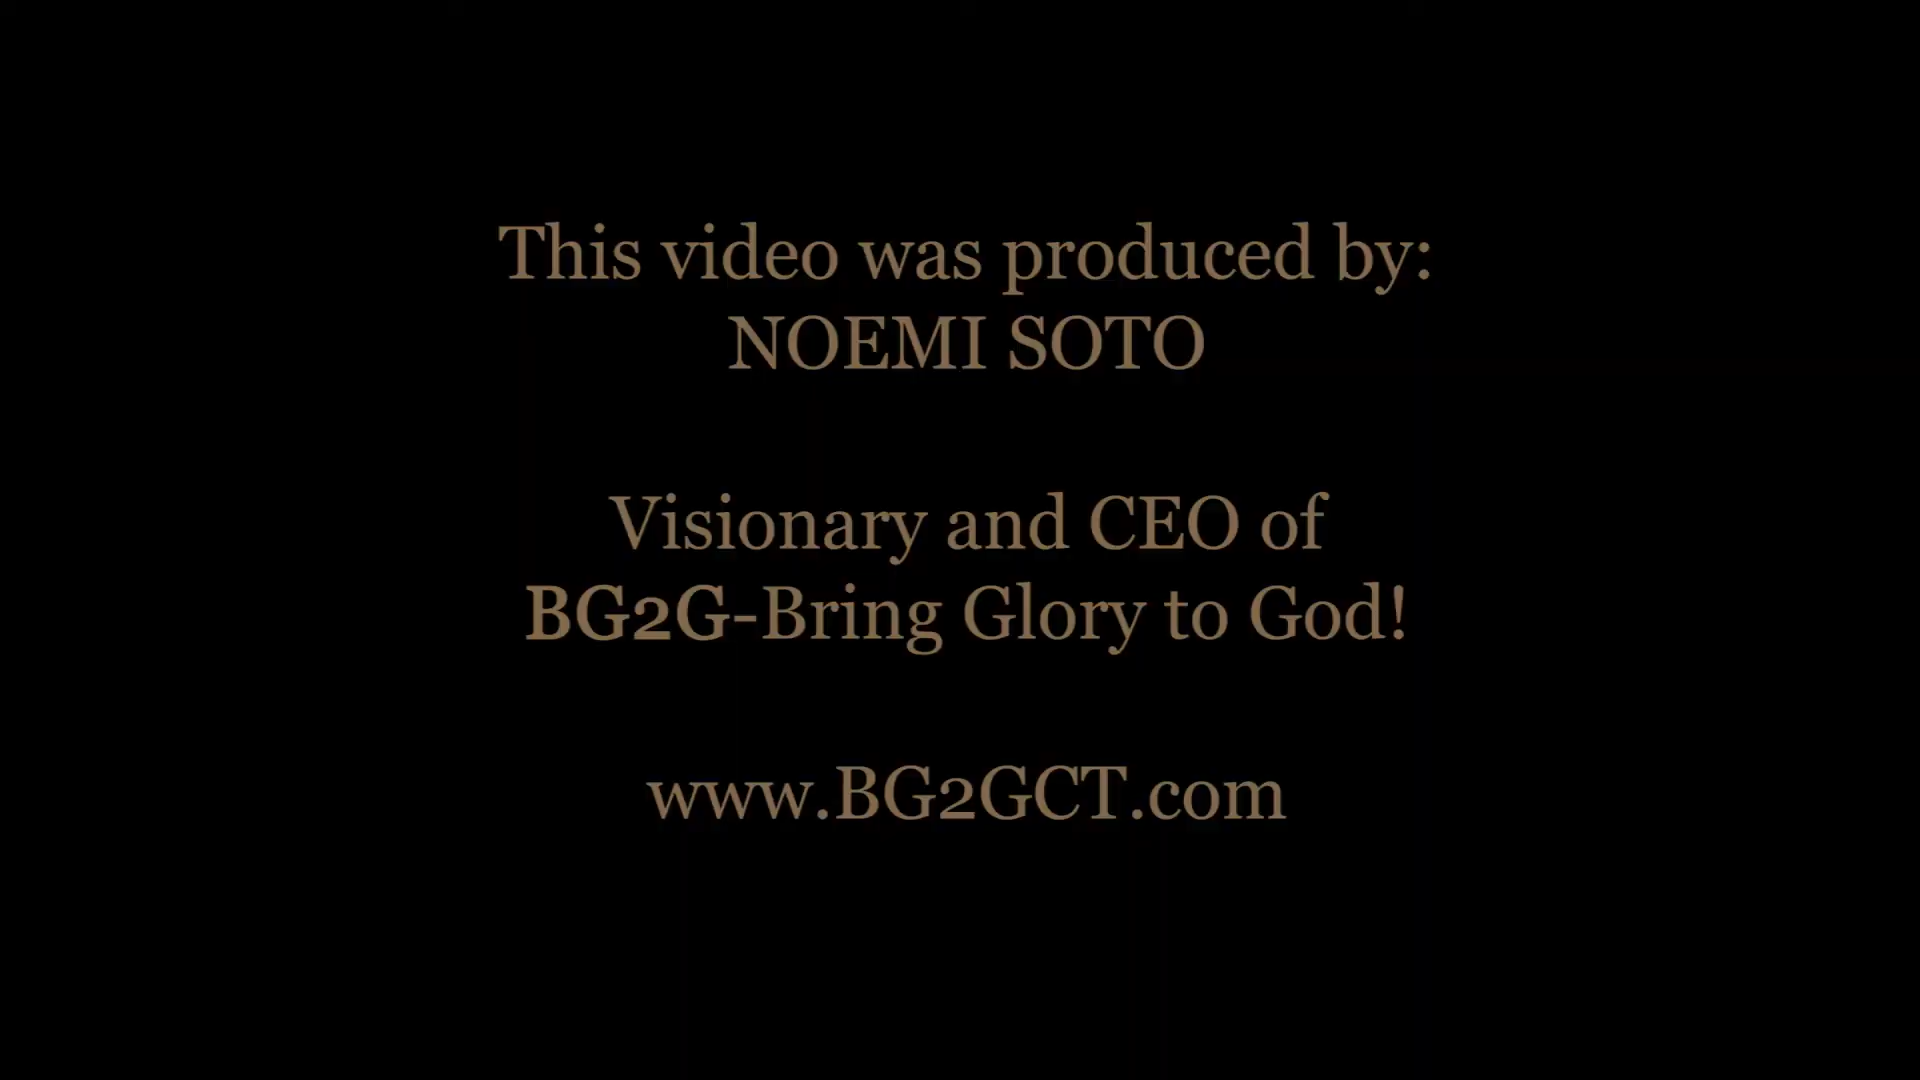 This video was produced by:
NOEMI SOTO
Visionary and CEO of
BG2G-Bring Glory to God!
www.BG2GCT.com